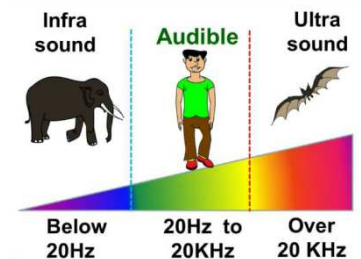 Infra
sound
Audible
Ultra
sound
Below
20Hz
20Hz to
20KHz
Over
20 KHz